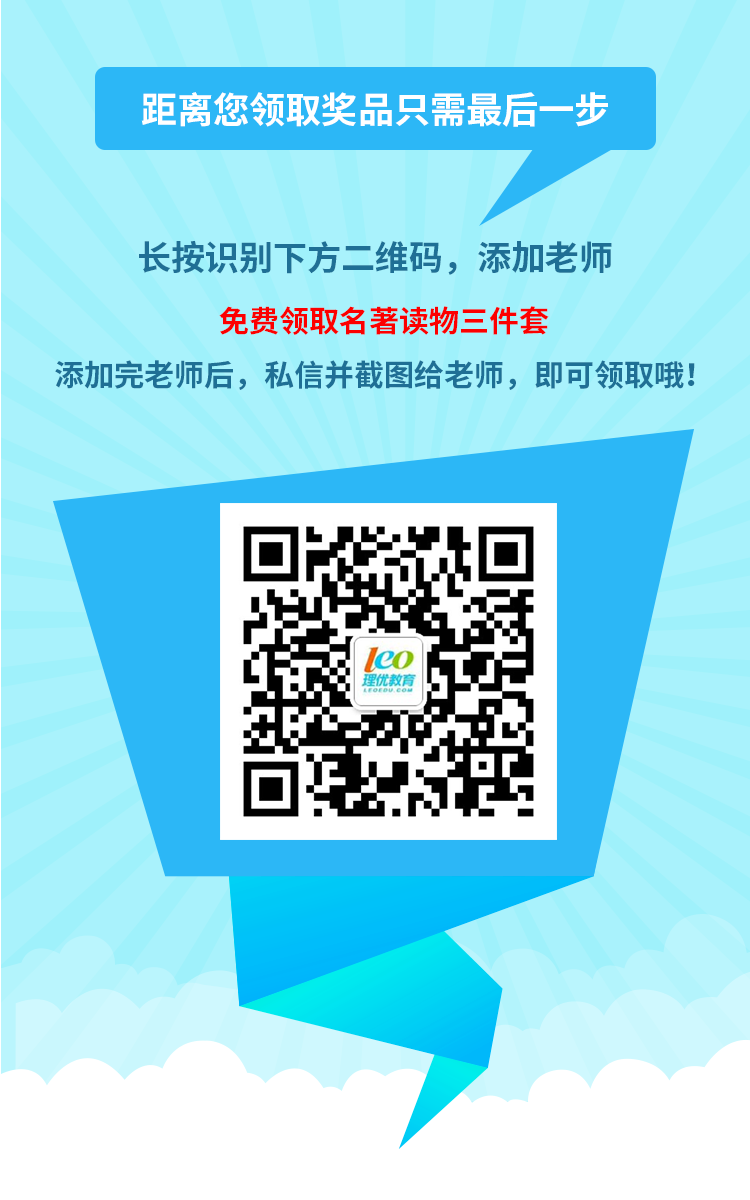 距离您领取奖品只需最后一步
长按识别下方二维码，添加老师
免费领取名著读物三件套
添加完老师后，私信并截图给老师，即可领取哦！
leo
理优教育
LEOEDU.COM